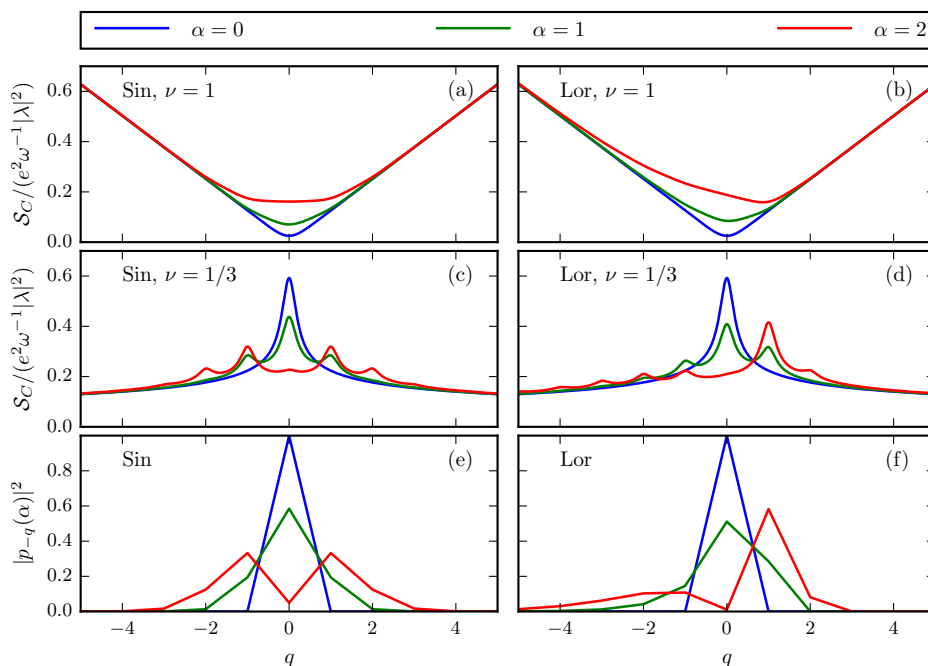 α = 0 α = 1 α = 2
Sin, ν = 1 (a)
Lor, ν = 1 (b)
𝒮_C/(e²ω⁻¹|λ|²)
0.6
0.4
0.2
0.0
Sin, ν = 1/3 (c)
Lor, ν = 1/3 (d)
𝒮_C/(e²ω⁻¹|λ|²)
0.6
0.4
0.2
0.0
Sin (e)
Lor (f)
|p₋q(α)|²
0.8
0.6
0.4
0.2
0.0
−4 −2 0 2 4
−4 −2 0 2 4
q
q